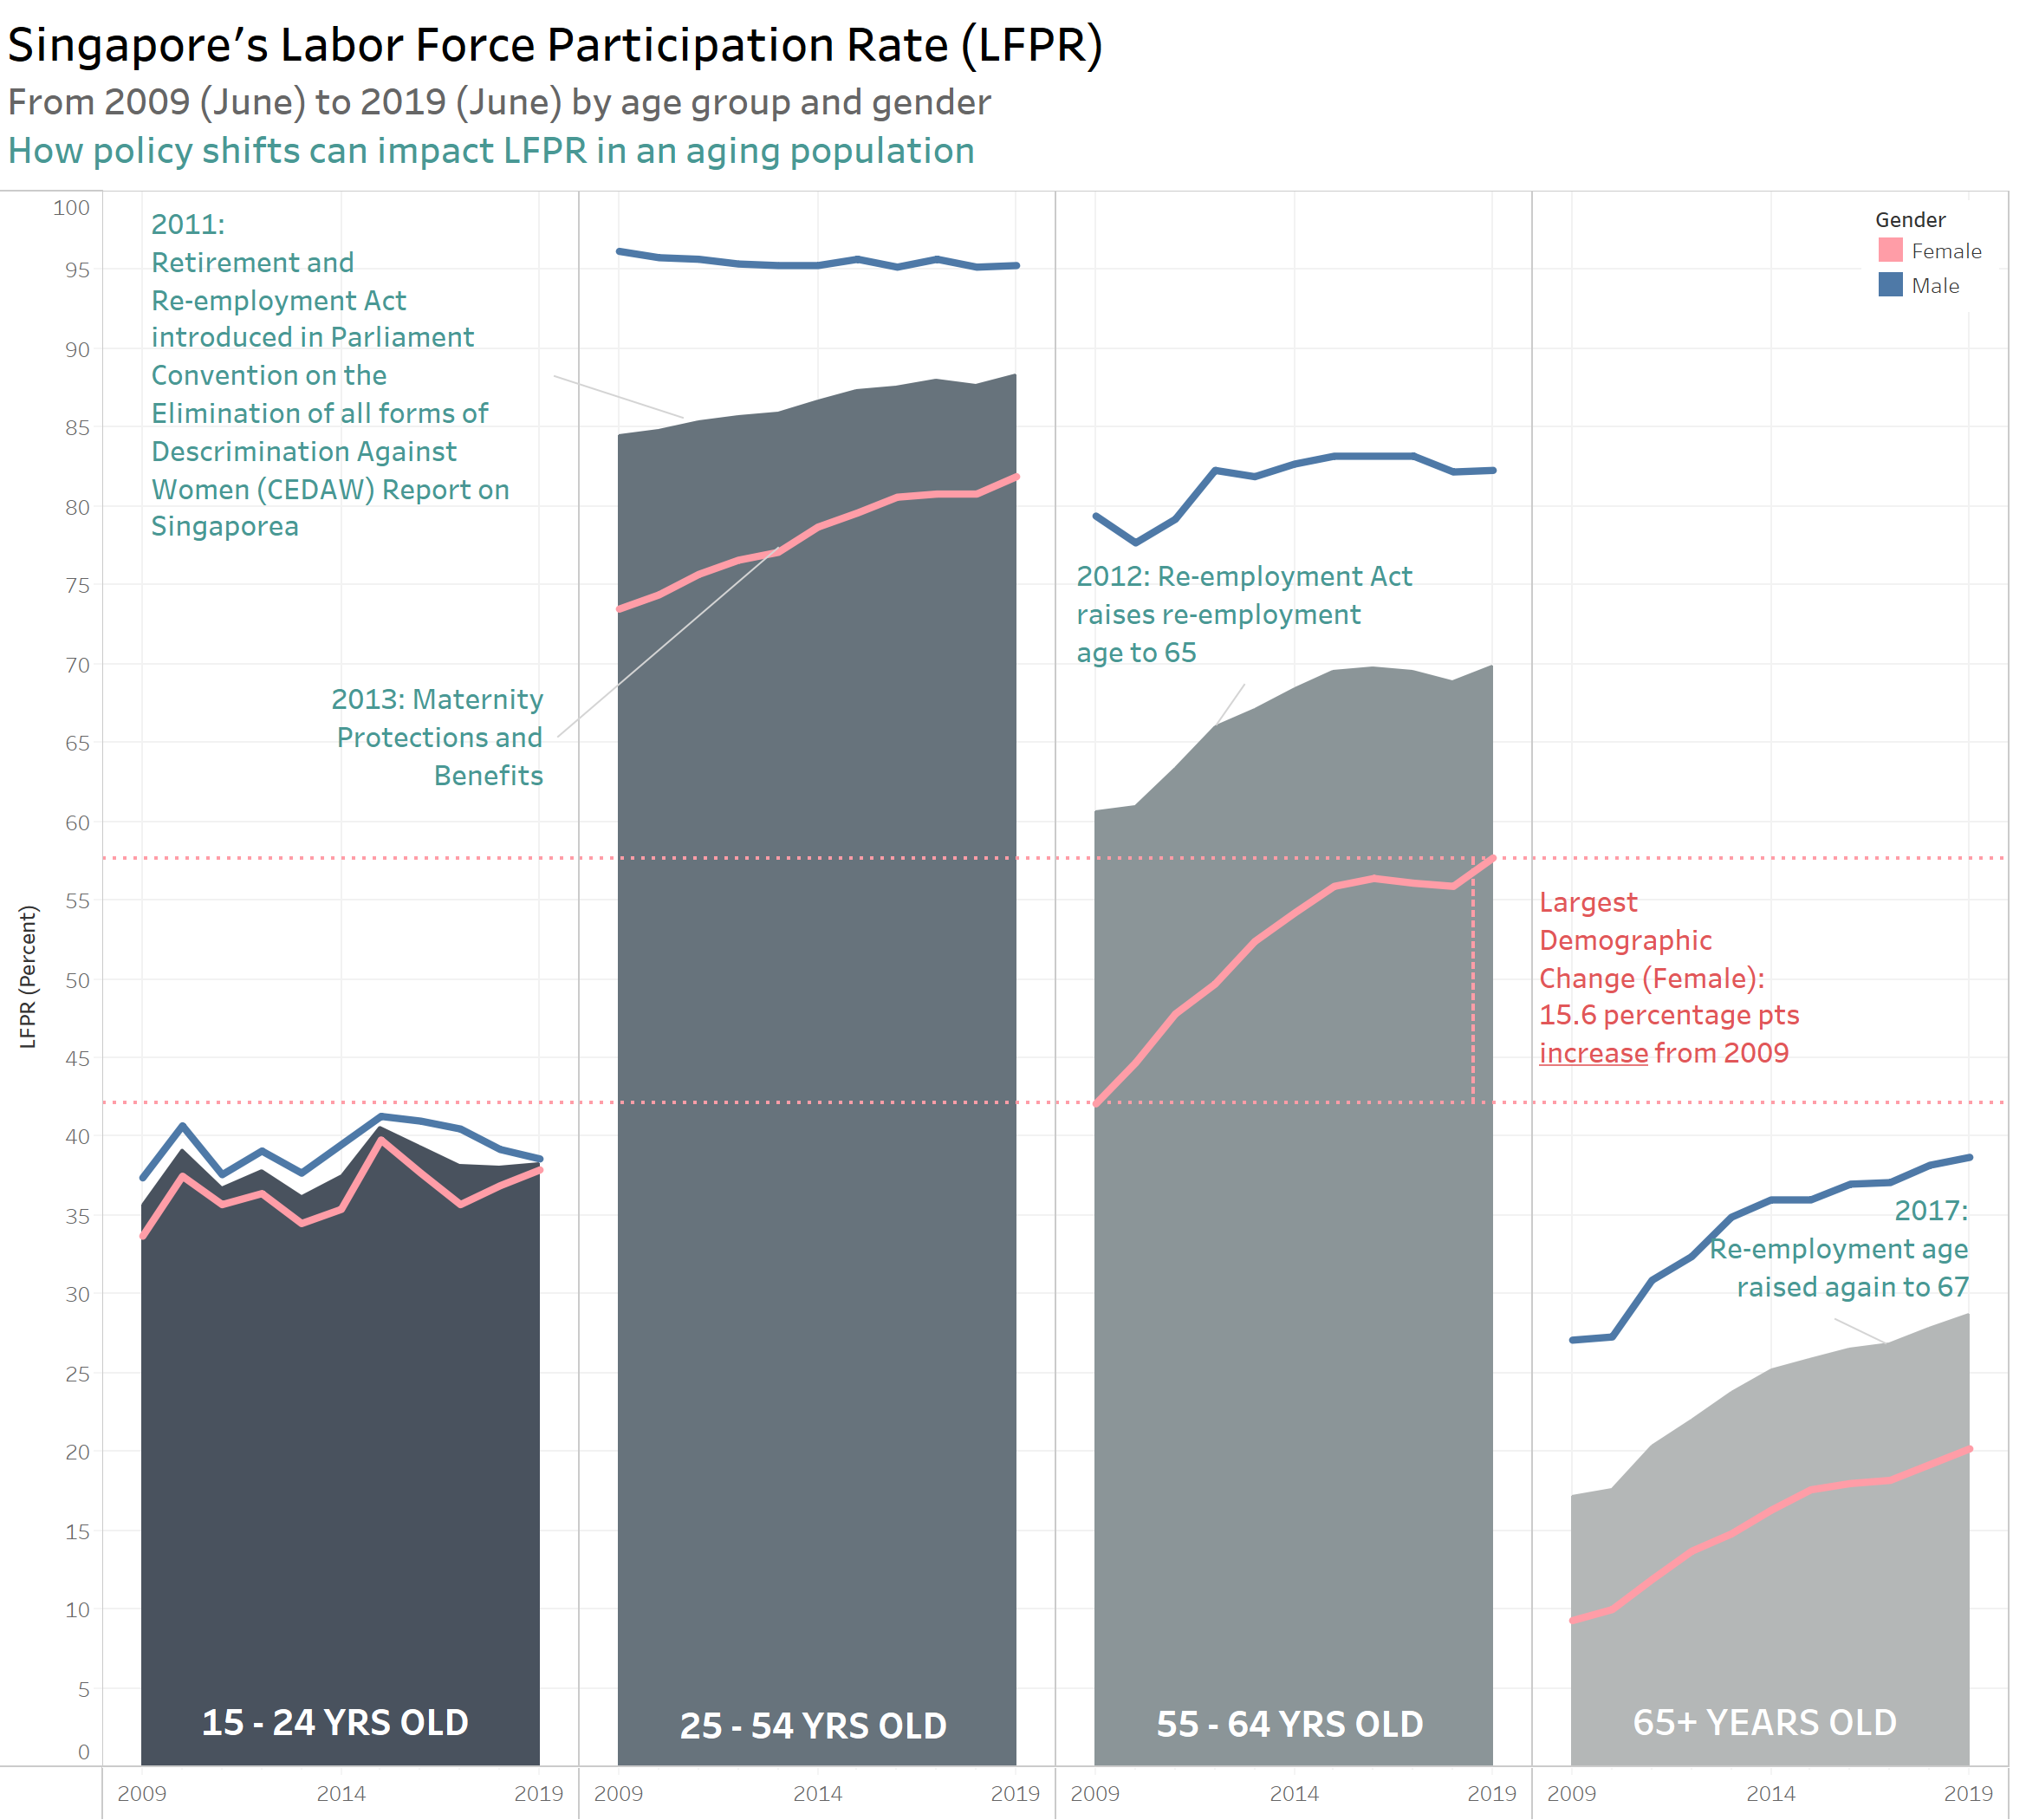 Singapore's Labor Force Participation Rate (LFPR)
From 2009 (June) to 2019 (June) by age group and gender
How policy shifts can impact LFPR in an aging population
LFPR (Percent)
100
95
90
85
80
75
70
65
60
55
50
45
40
35
30
25
20
15
10
5
0
2011:
Retirement and
Re-employment Act
introduced in Parliament
Convention on the
Elimination of all forms of
Descrimination Against
Women (CEDAW) Report on
Singaporea
2013: Maternity
Protections and
Benefits
2012: Re-employment Act
raises re-employment
age to 65
Gender
Female
Male
Largest
Demographic
Change (Female):
15.6 percentage pts
increase from 2009
2017:
Re-employment age
raised again to 67
15 - 24 YRS OLD
25 - 54 YRS OLD
55 - 64 YRS OLD
65+ YEARS OLD
2009 2014 2019 2009 2014 2019 2009 2014 2019 2009 2014 2019